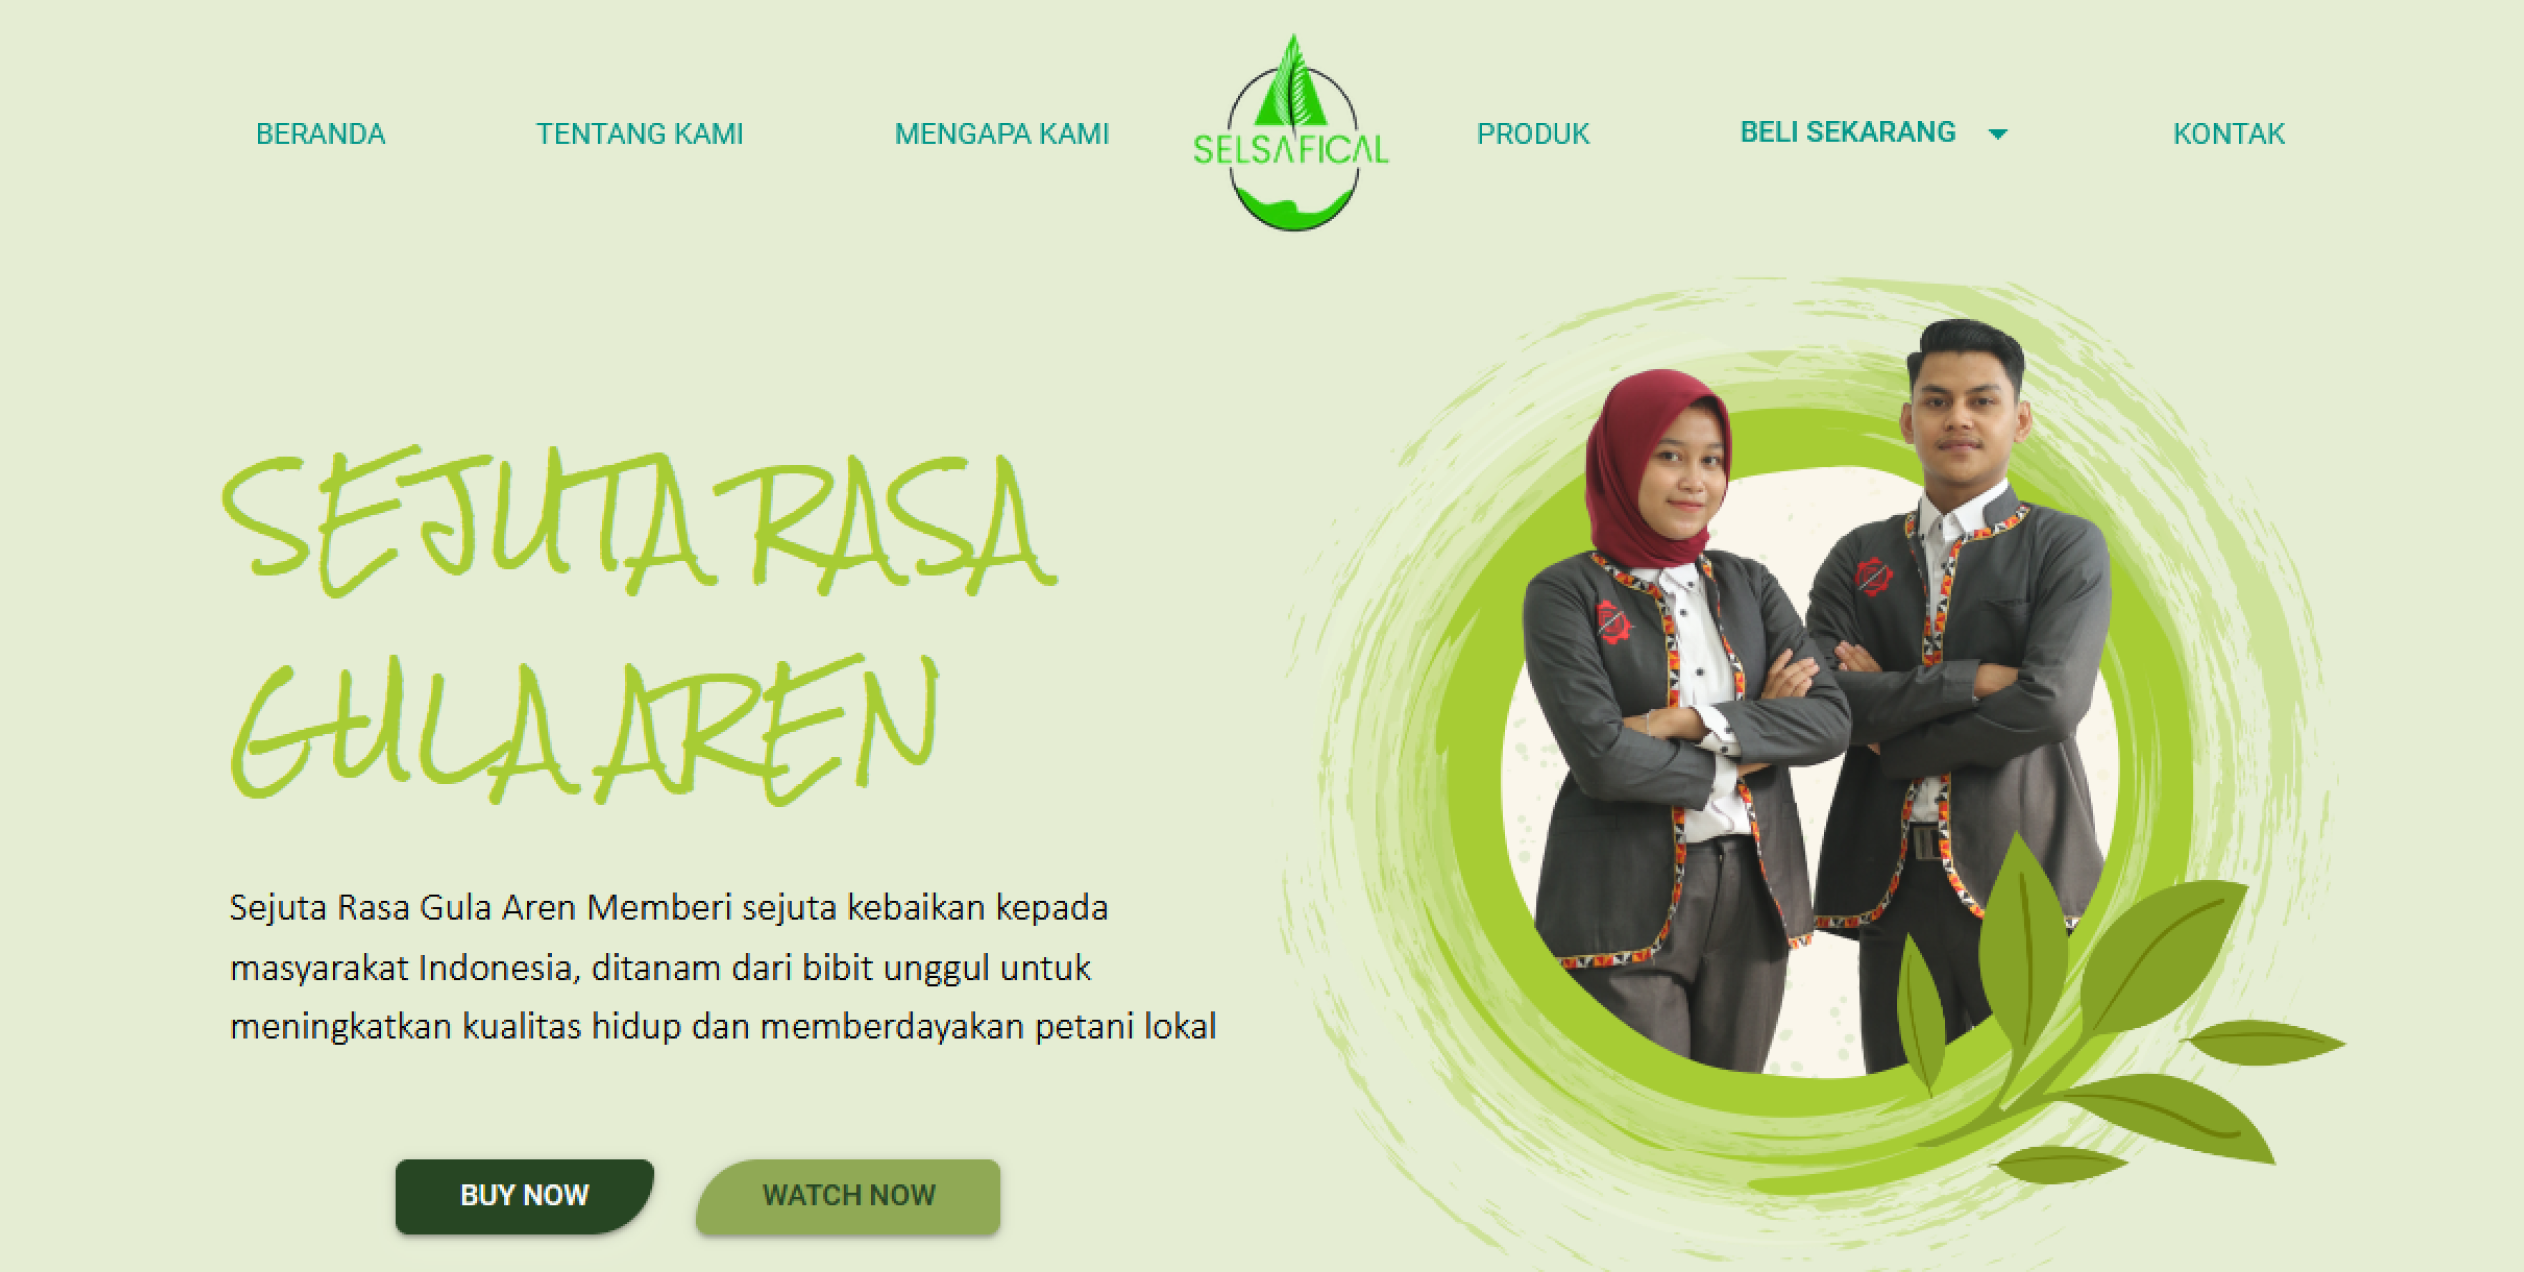 BERANDA TENTANG KAMI MENGAPA KAMI SELSAFICAL PRODUK BELI SEKARANG KONTAK
SEJUTA RASA
GULA AREN
Sejuta Rasa Gula Aren Memberi sejuta kebaikan kepada
masyarakat Indonesia, ditanam dari bibit unggul untuk
meningkatkan kualitas hidup dan memberdayakan petani lokal
BUY NOW WATCH NOW